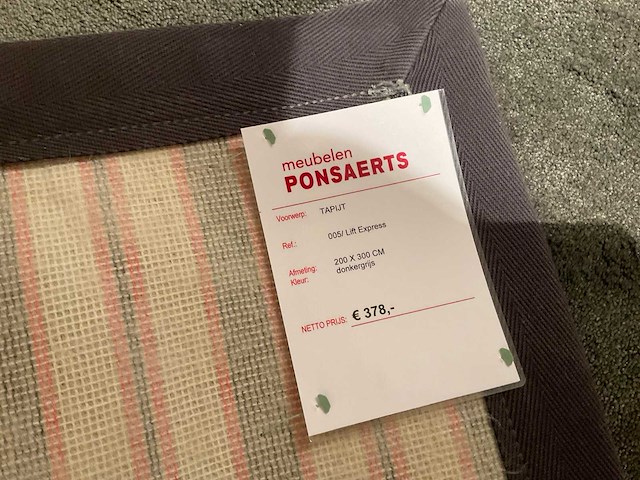 meubelen
PONSAERTS
Voorwerp: TAPIJT
Ref.: 005/ Lift Express
Afmeting: 200 X 300 CM
Kleur: donkergrijs
NETTO PRIJS: € 378,-